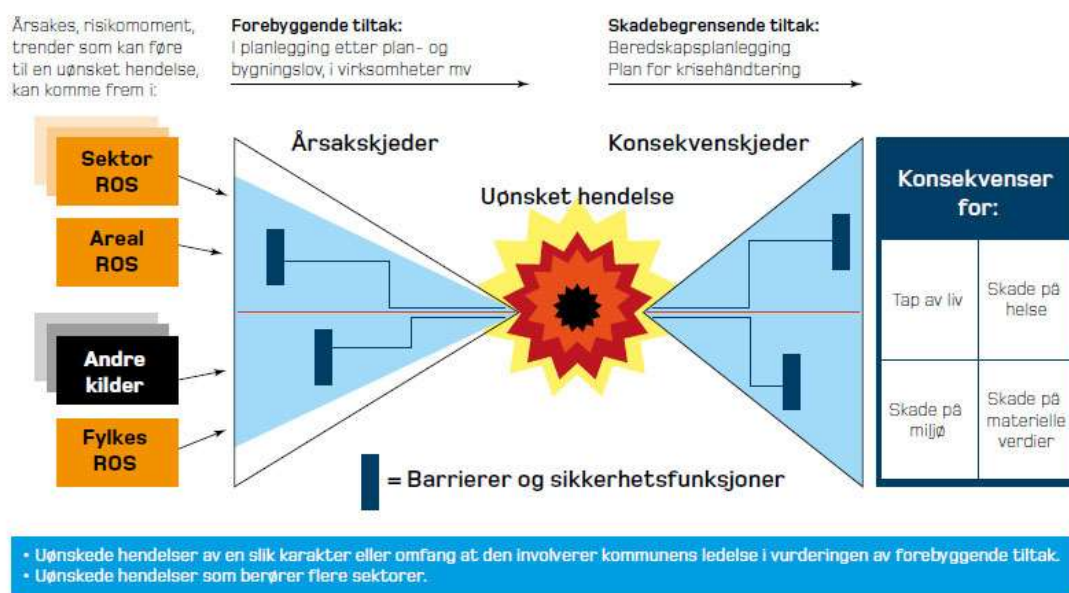 Årsakes, risikomoment,
trender som kan føre
til en uønsket hendelse,
kan komme frem i:
Forebyggende tiltak:
I planlegging etter plan- og
bygningslov, i virksomheter mv
Skadebegrensende tiltak:
Beredskapsplanlegging
Plan for krisehåndtering
Sektor
ROS
Areal
ROS
Andre
kilder
Fylkes
ROS
Årsakskjeder
Uønsket hendelse
Konsekvenskjeder
Konsekvenser
for:
Tap av liv
Skade på
helse
Skade på
miljø
Skade på
materielle
verdier
= Barrierer og sikkerhetsfunksjoner
• Uønskede hendelser av en slik karakter eller omfang at den involverer kommunens ledelse i vurderingen av forebyggende tiltak.
• Uønskede hendelser som berører flere sektorer.